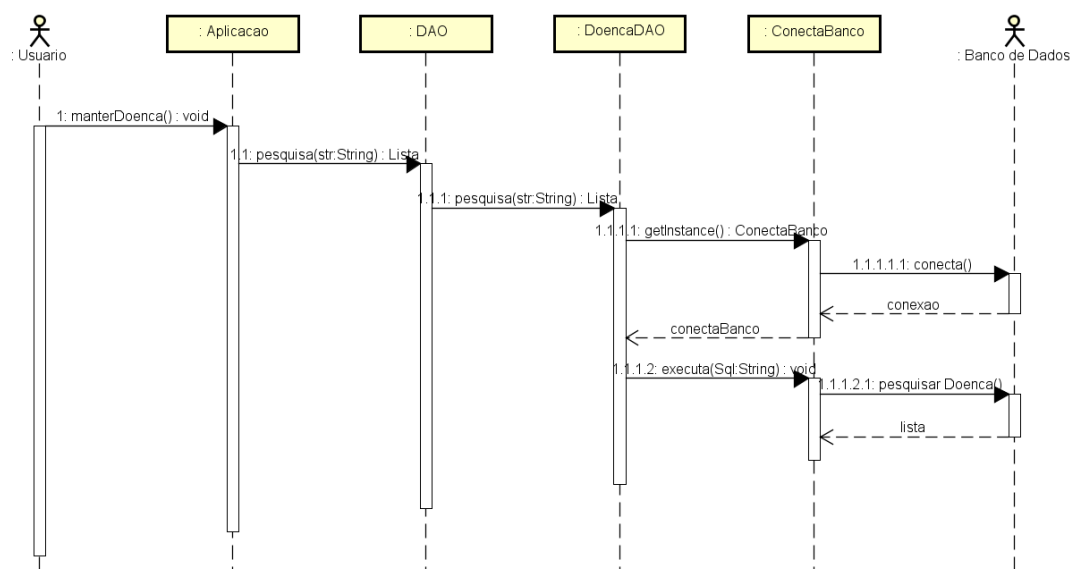 : Usuario
: Aplicacao
: DAO
: DoencaDAO
: ConectaBanco
: Banco de Dados
1: manterDoenca() : void
1.1: pesquisa(str:String) : Lista
1.1.1: pesquisa(str:String) : Lista
1.1.1.1: getInstance() : ConectaBanco
1.1.1.1.1: conecta()
conexao
conectaBanco
1.1.1.2: executa(Sql:String) : void
1.1.1.2.1: pesquisar Doenca()
lista